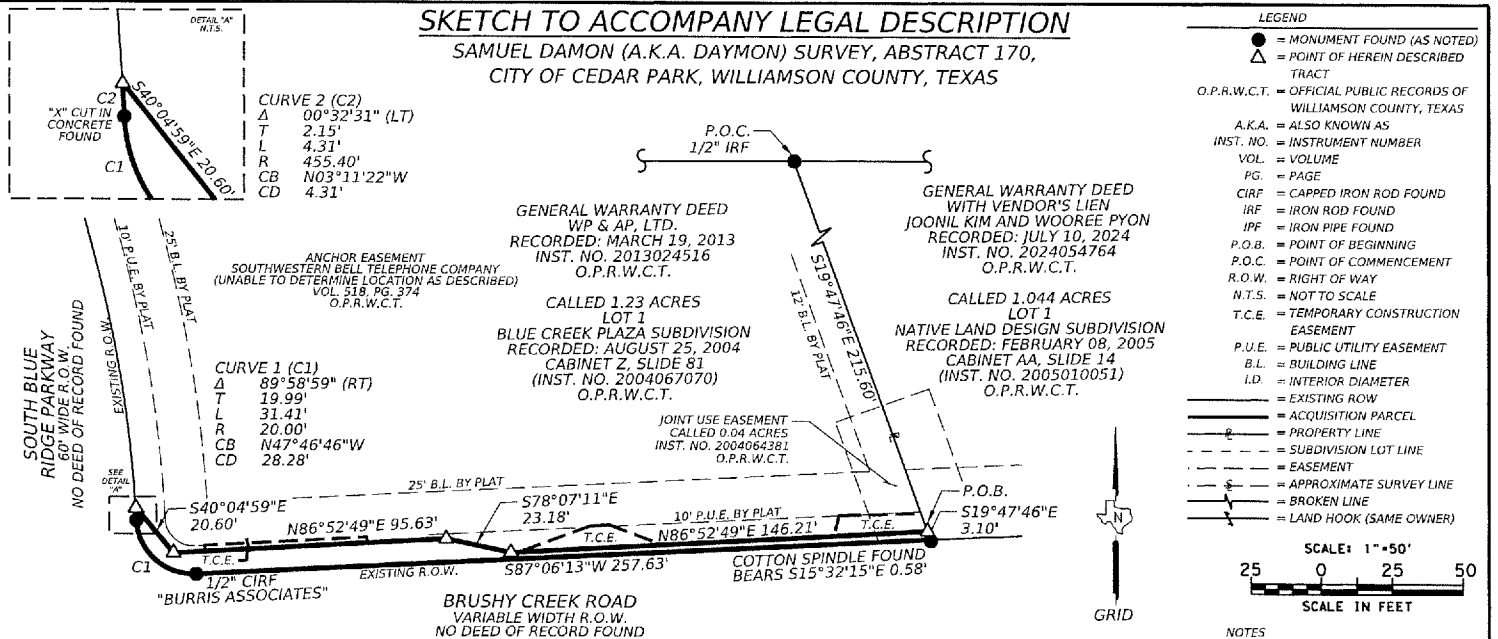 SKETCH TO ACCOMPANY LEGAL DESCRIPTION
SAMUEL DAMON (A.K.A. DAYMON) SURVEY, ABSTRACT 170,
CITY OF CEDAR PARK, WILLIAMSON COUNTY, TEXAS
DETAIL "A"
N.T.S.
C2
"X" CUT IN
CONCRETE
FOUND
S40°04'59"E 20.60'
C1
CURVE 2 (C2)
Δ 00°32'31" (LT)
T 2.15'
L 4.31'
R 455.40'
CB N03°11'22"W
CD 4.31'
P.O.C.
1/2" IRF
GENERAL WARRANTY DEED
WP & AP, LTD.
RECORDED: MARCH 19, 2013
INST. NO. 2013024516
O.P.R.W.C.T.
CALLED 1.23 ACRES
LOT 1
BLUE CREEK PLAZA SUBDIVISION
RECORDED: AUGUST 25, 2004
CABINET Z, SLIDE 81
(INST. NO. 2004067070)
O.P.R.W.C.T.
GENERAL WARRANTY DEED
WITH VENDOR'S LIEN
JOONIL KIM AND WOOREE PYON
RECORDED: JULY 10, 2024
INST. NO. 2024054764
O.P.R.W.C.T.
CALLED 1.044 ACRES
LOT 1
NATIVE LAND DESIGN SUBDIVISION
RECORDED: FEBRUARY 08, 2005
CABINET AA, SLIDE 14
(INST. NO. 2005010051)
O.P.R.W.C.T.
S19°47'46"E 215.60'
12' B.L. BY PLAT
10' P.U.E. BY PLAT
25' B.L. BY PLAT
ANCHOR EASEMENT
SOUTHWESTERN BELL TELEPHONE COMPANY
(UNABLE TO DETERMINE LOCATION AS DESCRIBED)
VOL. 518, PG. 374
O.P.R.W.C.T.
SOUTH BLUE
RIDGE PARKWAY
60' WIDE R.O.W.
NO DEED OF RECORD FOUND
EXISTING R.O.W.
CURVE 1 (C1)
Δ 89°58'59" (RT)
T 19.99'
L 31.41'
R 20.00'
CB N47°46'46"W
CD 28.28'
JOINT USE EASEMENT
CALLED 0.04 ACRES
INST. NO. 2004064381
O.P.R.W.C.T.
SEE
DETAIL
"A"
S40°04'59"E
20.60'
25' B.L. BY PLAT
S78°07'11"E
23.18'
P.O.B.
S19°47'46"E
3.10'
N86°52'49"E 95.63'
10' P.U.E. BY PLAT
T.C.E.
T.C.E.
N86°52'49"E 146.21'
T.C.E.
C1
EXISTING R.O.W.
S87°06'13"W 257.63'
COTTON SPINDLE FOUND
BEARS S15°32'15"E 0.58'
1/2" CIRF
"BURRIS ASSOCIATES"
BRUSHY CREEK ROAD
VARIABLE WIDTH R.O.W.
NO DEED OF RECORD FOUND
N
GRID
LEGEND
= MONUMENT FOUND (AS NOTED)
= POINT OF HEREIN DESCRIBED
TRACT
O.P.R.W.C.T. = OFFICIAL PUBLIC RECORDS OF
WILLIAMSON COUNTY, TEXAS
A.K.A. = ALSO KNOWN AS
INST. NO. = INSTRUMENT NUMBER
VOL. = VOLUME
PG. = PAGE
CIRF = CAPPED IRON ROD FOUND
IRF = IRON ROD FOUND
IPF = IRON PIPE FOUND
P.O.B. = POINT OF BEGINNING
P.O.C. = POINT OF COMMENCEMENT
R.O.W. = RIGHT OF WAY
N.T.S. = NOT TO SCALE
T.C.E. = TEMPORARY CONSTRUCTION
EASEMENT
P.U.E. = PUBLIC UTILITY EASEMENT
B.L. = BUILDING LINE
I.D. = INTERIOR DIAMETER
= EXISTING ROW
= ACQUISITION PARCEL
= PROPERTY LINE
= SUBDIVISION LOT LINE
= EASEMENT
= APPROXIMATE SURVEY LINE
= BROKEN LINE
= LAND HOOK (SAME OWNER)
SCALE: 1"=50'
25 0 25 50
SCALE IN FEET
NOTES